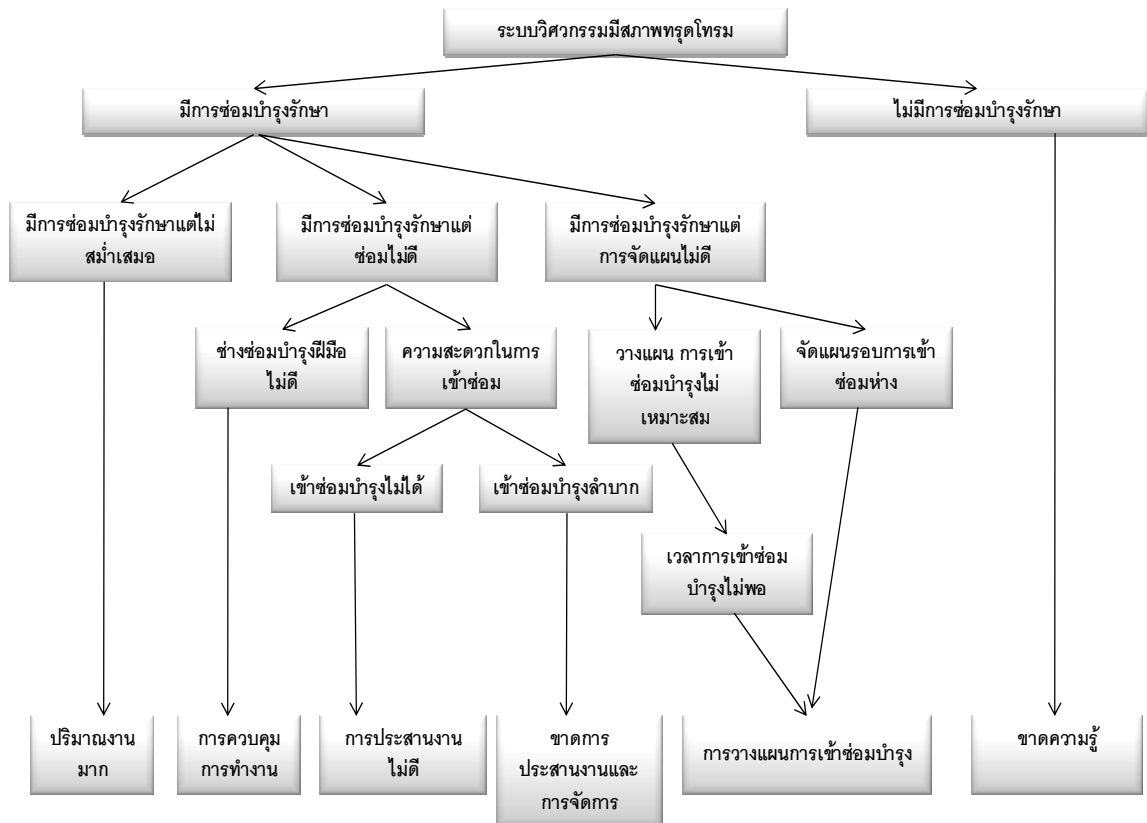 ระบบวิศวกรรมมีสภาพทรุดโทรม
มีการซ่อมบำรุงรักษา
ไม่มีการซ่อมบำรุงรักษา
มีการซ่อมบำรุงรักษาแต่ไม่
สม่ำเสมอ
มีการซ่อมบำรุงรักษาแต่
ซ่อมไม่ดี
มีการซ่อมบำรุงรักษาแต่
การจัดแผนไม่ดี
ช่างซ่อมบำรุงฝีมือ
ไม่ดี
ความสะดวกในการ
เข้าซ่อม
วางแผน การเข้า
ซ่อมบำรุงไม่
เหมาะสม
จัดแผนรอบการเข้า
ซ่อมห่าง
เข้าซ่อมบำรุงไม่ได้
เข้าซ่อมบำรุงลำบาก
เวลาการเข้าซ่อม
บำรุงไม่พอ
ปริมาณงาน
มาก
การควบคุม
การทำงาน
การประสานงาน
ไม่ดี
ขาดการ
ประสานงานและ
การจัดการ
การวางแผนการเข้าซ่อมบำรุง
ขาดความรู้